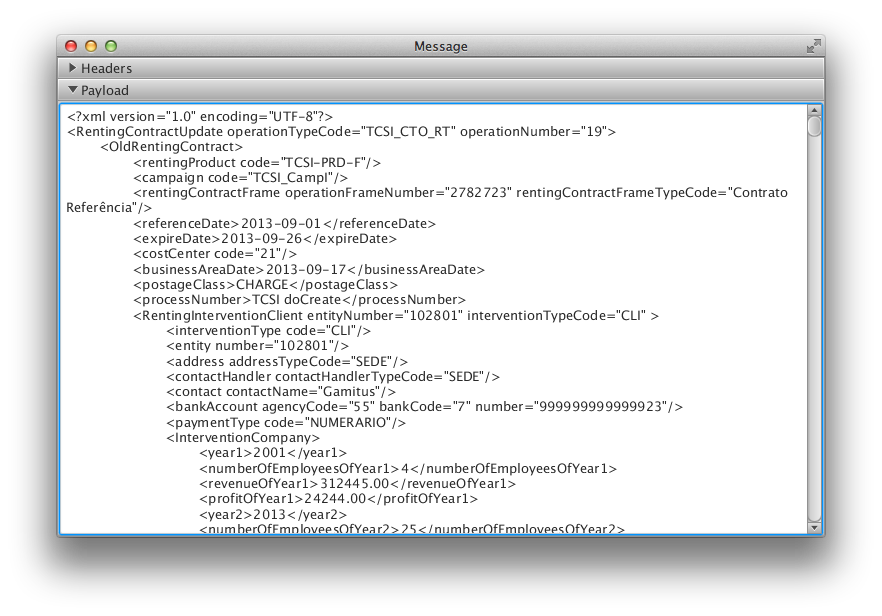 Message
Headers
Payload
<?xml version="1.0" encoding="UTF-8"?>
<RentingContractUpdate operationTypeCode="TCSI_CTO_RT" operationNumber="19">
<OldRentingContract>
<rentingProduct code="TCSI-PRD-F"/>
<campaign code="TCSI_CampI"/>
<rentingContractFrame operationFrameNumber="2782723" rentingContractFrameTypeCode="Contrato
Referência"/>
<referenceDate>2013-09-01</referenceDate>
<expireDate>2013-09-26</expireDate>
<costCenter code="21"/>
<businessAreaDate>2013-09-17</businessAreaDate>
<postageClass>CHARGE</postageClass>
<processNumber>TCSI doCreate</processNumber>
<RentingInterventionClient entityNumber="102801" interventionTypeCode="CLI" >
<interventionType code="CLI"/>
<entity number="102801"/>
<address addressTypeCode="SEDE"/>
<contactHandler contactHandlerTypeCode="SEDE"/>
<contact contactName="Gamitus"/>
<bankAccount agencyCode="55" bankCode="7" number="999999999999923"/>
<paymentType code="NUMERARIO"/>
<InterventionCompany>
<year1>2001</year1>
<numberOfEmployeesOfYear1>4</numberOfEmployeesOfYear1>
<revenueOfYear1>312445.00</revenueOfYear1>
<profitOfYear1>24244.00</profitOfYear1>
<year2>2013</year2>
<numberOfEmployeesOfYear2>25</numberOfEmployeesOfYear2>